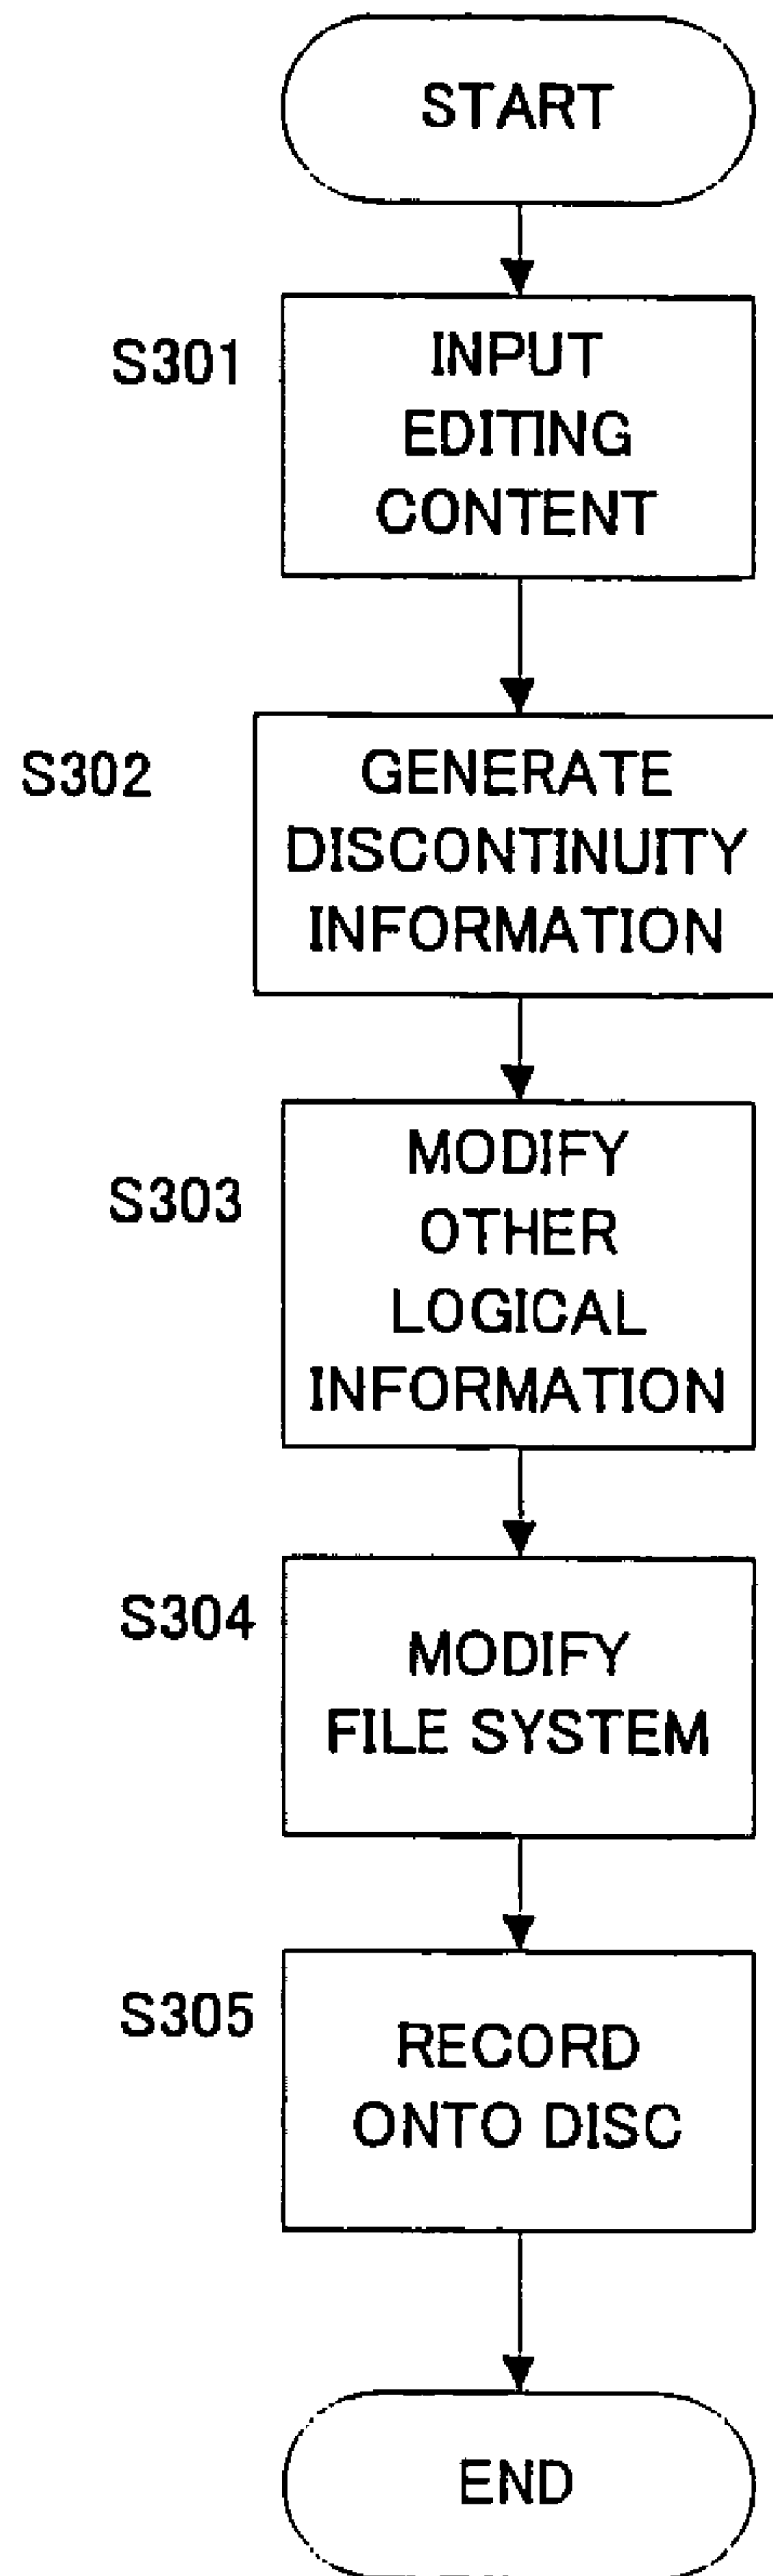 START
S301
INPUT
EDITING
CONTENT
S302
GENERATE
DISCONTINUITY
INFORMATION
S303
MODIFY
OTHER
LOGICAL
INFORMATION
S304
MODIFY
FILE SYSTEM
S305
RECORD
ONTO DISC
END